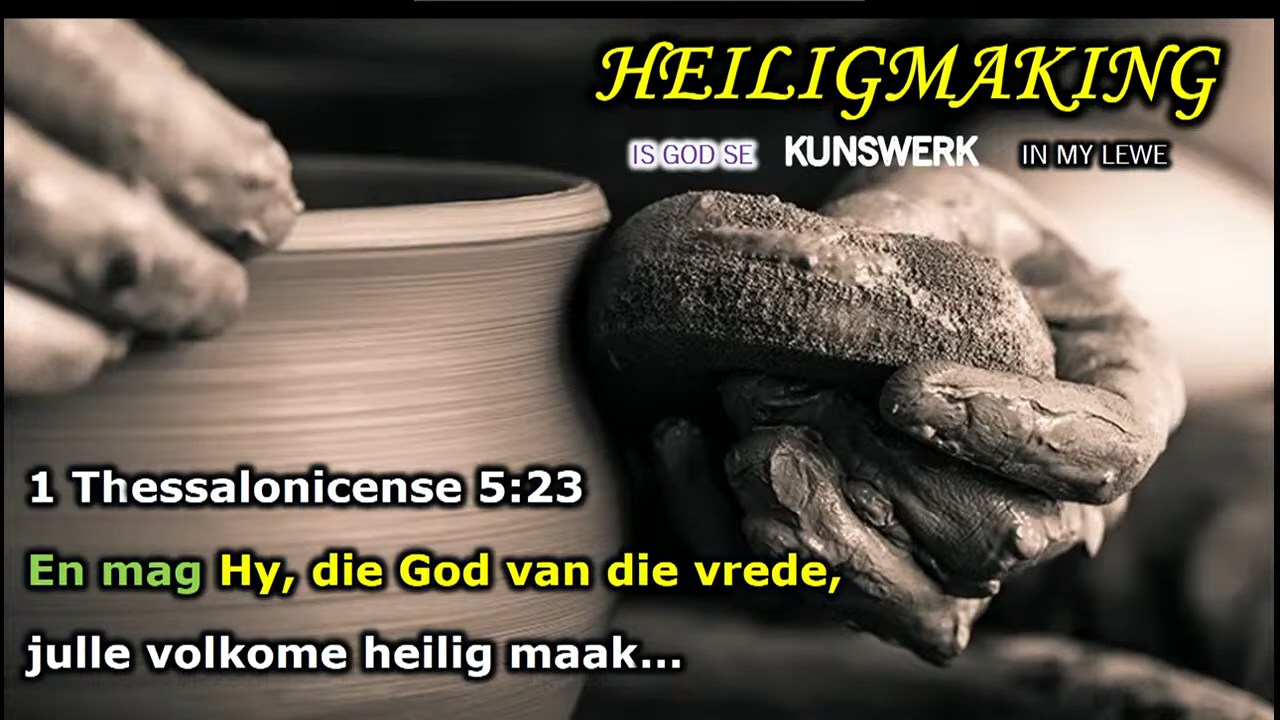 HEILIGMAKING
IS GOD SE KUNSWERK IN MY LEWE
1 Thessalonicense 5:23
En mag Hy, die God van die vrede,
julle volkome heilig maak...